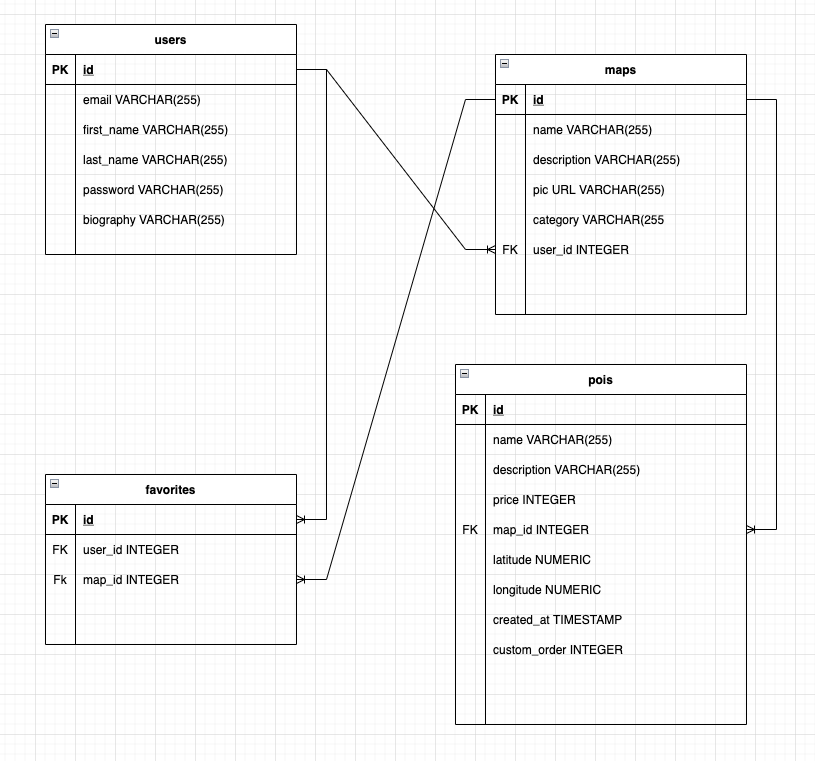 users
PK id
email VARCHAR(255)
first_name VARCHAR(255)
last_name VARCHAR(255)
password VARCHAR(255)
biography VARCHAR(255)
maps
PK id
name VARCHAR(255)
description VARCHAR(255)
pic URL VARCHAR(255)
category VARCHAR(255
FK user_id INTEGER
pois
PK id
name VARCHAR(255)
description VARCHAR(255)
price INTEGER
FK map_id INTEGER
latitude NUMERIC
longitude NUMERIC
created_at TIMESTAMP
custom_order INTEGER
favorites
PK id
FK user_id INTEGER
Fk map_id INTEGER